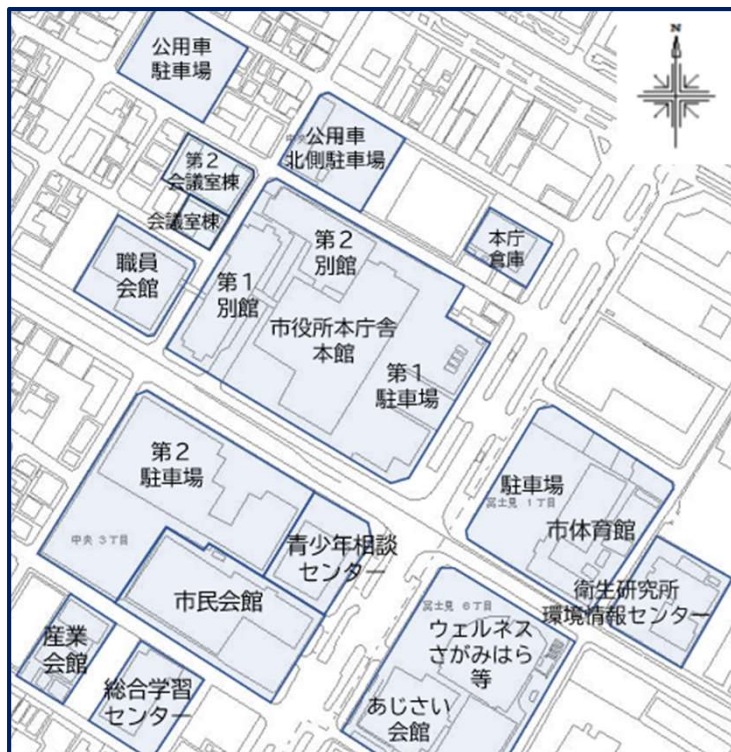 N
公用車
駐車場
公用車
北側駐車場
第2
会議室棟
会議室棟
本庁
倉庫
職員
会館
第2
別館
第1
別館
市役所本庁舎
本館
第1
駐車場
第2
駐車場
駐車場
富士見 1丁目
市体育館
中央 3丁目
青少年相談
センター
衛生研究所
環境情報センター
市民会館
富士見 6丁目
ウェルネス
さがみはら
等
産業
会館
総合学習
センター
あじさい
会館